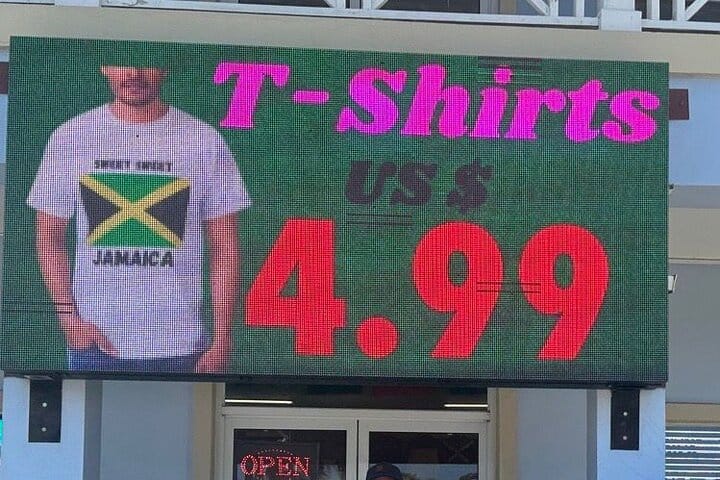 T-Shirts
US $
4.99
SWEET SWEET
JAMAICA
OPEN